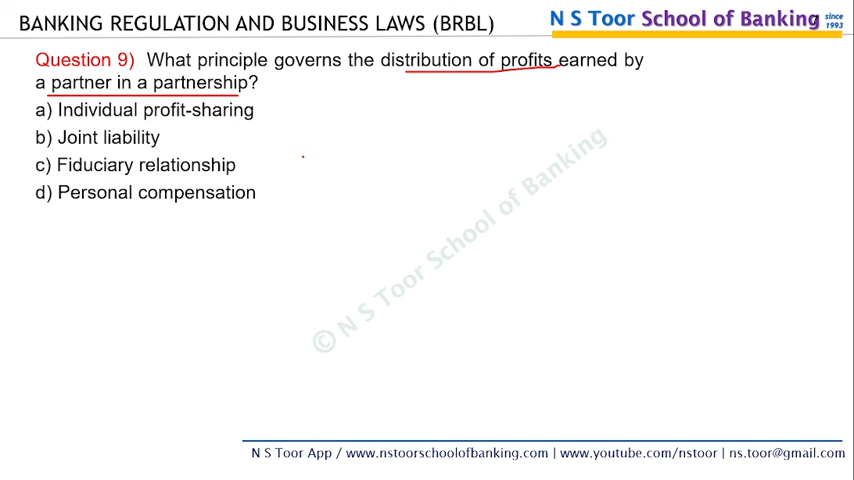 BANKING REGULATION AND BUSINESS LAWS (BRBL)
N S Toor School of Banking since 1993
Question 9) What principle governs the distribution of profits earned by
a partner in a partnership?
a) Individual profit-sharing
b) Joint liability
c) Fiduciary relationship
d) Personal compensation
© N S Toor School of Banking
N S Toor App / www.nstoorschoolofbanking.com | www.youtube.com/nstoor | ns.toor@gmail.com